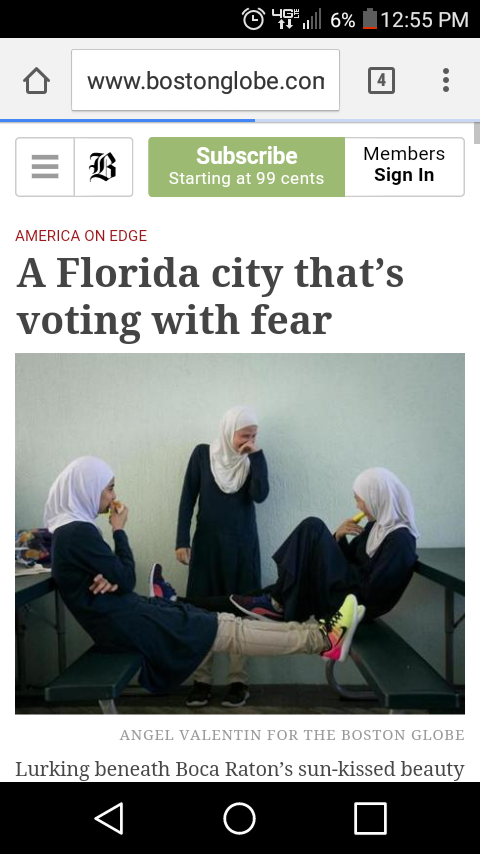 4G LTE 6% 12:55 PM
www.bostonglobe.com
4
B
Subscribe
Starting at 99 cents
Members
Sign In
AMERICA ON EDGE
A Florida city that’s
voting with fear
ANGEL VALENTIN FOR THE BOSTON GLOBE
Lurking beneath Boca Raton’s sun-kissed beauty